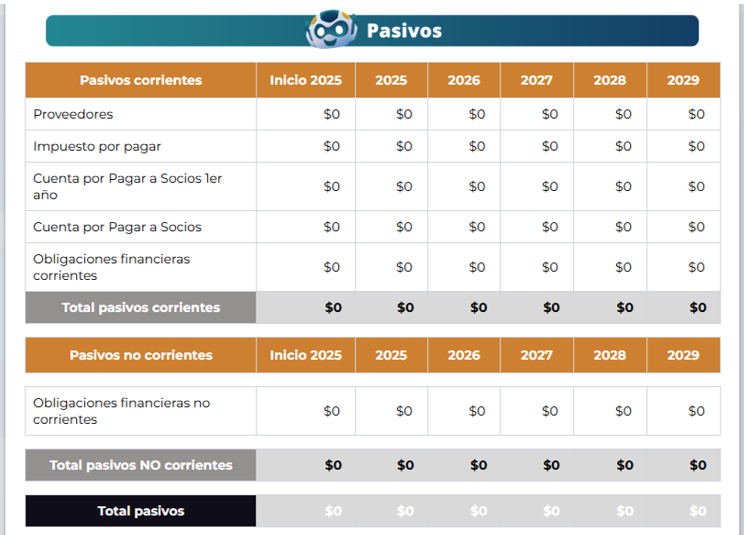 Pasivos
Pasivos corrientes Inicio 2025 2025 2026 2027 2028 2029
Proveedores $0 $0 $0 $0 $0 $0
Impuesto por pagar $0 $0 $0 $0 $0 $0
Cuenta por Pagar a Socios 1er
año $0 $0 $0 $0 $0 $0
Cuenta por Pagar a Socios $0 $0 $0 $0 $0 $0
Obligaciones financieras
corrientes $0 $0 $0 $0 $0 $0
Total pasivos corrientes $0 $0 $0 $0 $0 $0
Pasivos no corrientes Inicio 2025 2025 2026 2027 2028 2029
Obligaciones financieras no
corrientes $0 $0 $0 $0 $0 $0
Total pasivos NO corrientes $0 $0 $0 $0 $0 $0
Total pasivos $0 $0 $0 $0 $0 $0